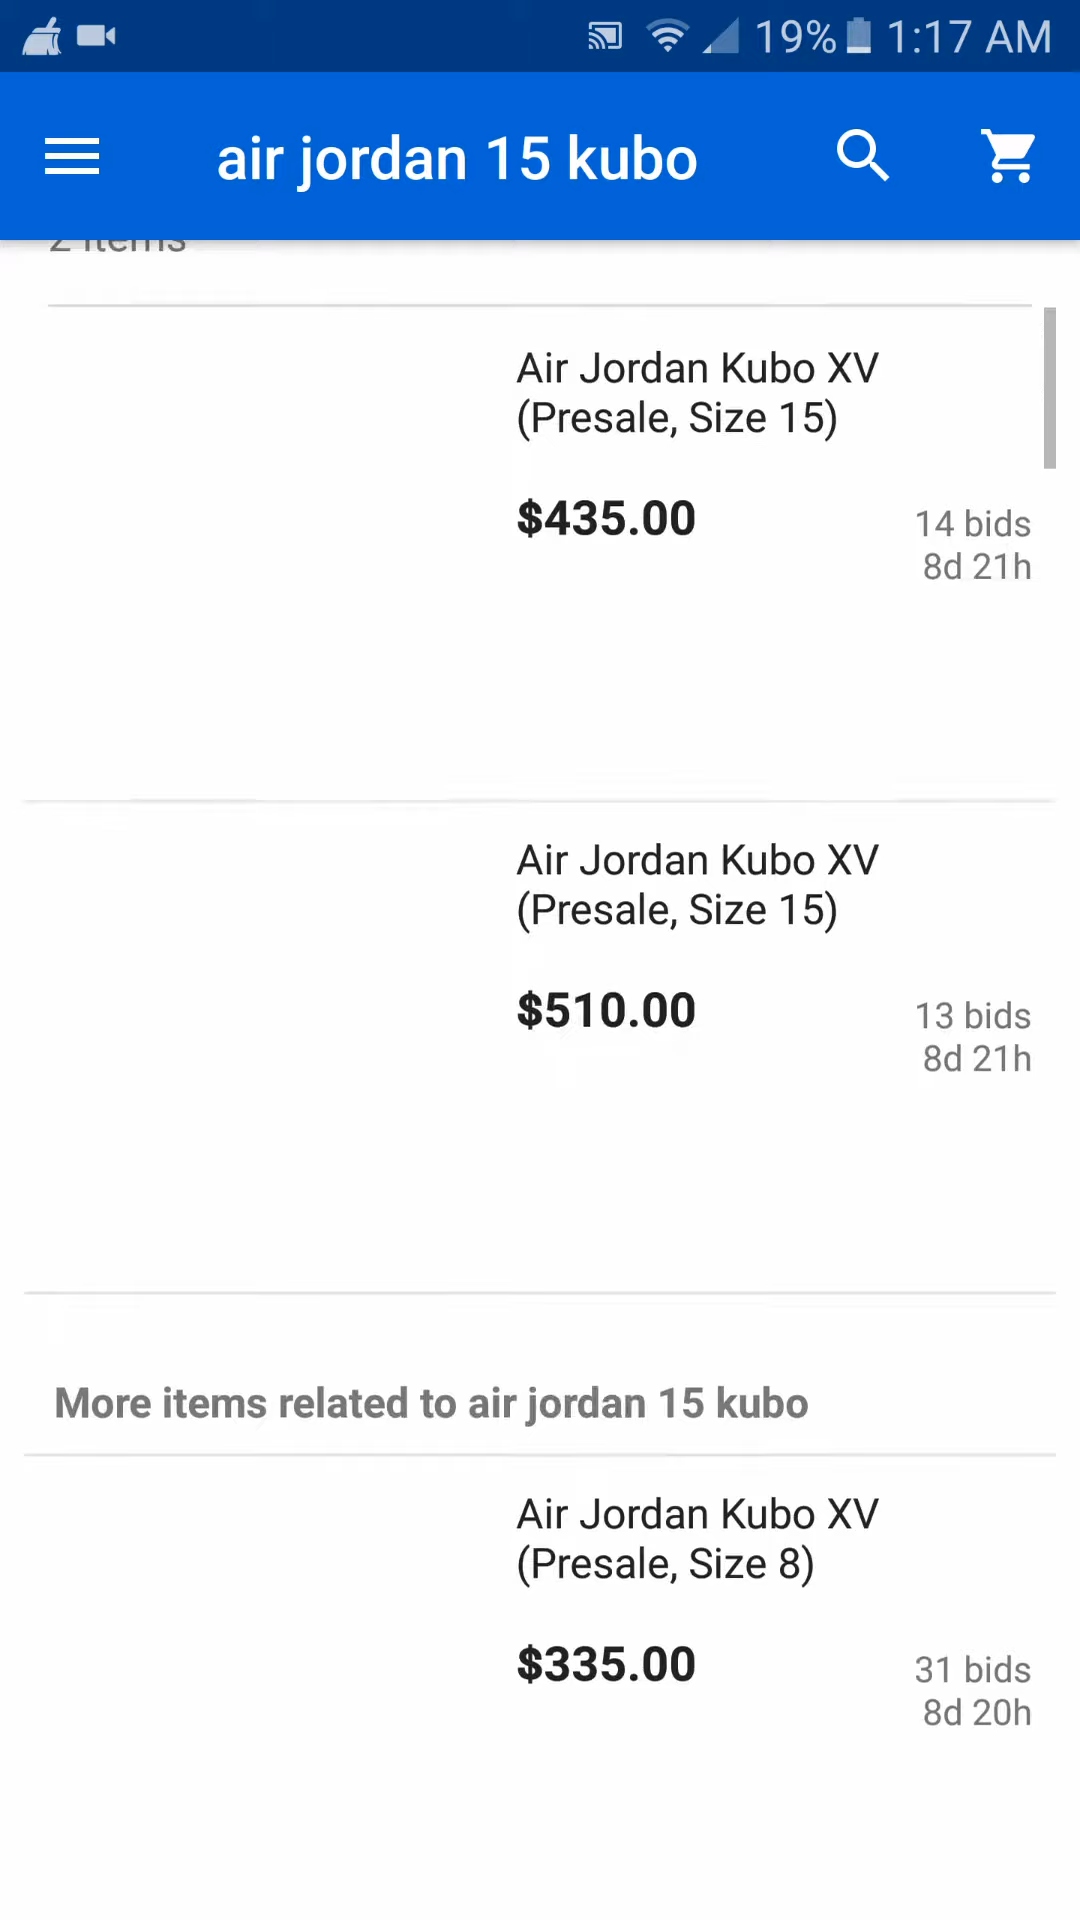 19% 1:17 AM
air jordan 15 kubo
2 items
Air Jordan Kubo XV
(Presale, Size 15)
$435.00
14 bids
8d 21h
Air Jordan Kubo XV
(Presale, Size 15)
$510.00
13 bids
8d 21h
More items related to air jordan 15 kubo
Air Jordan Kubo XV
(Presale, Size 8)
$335.00
31 bids
8d 20h